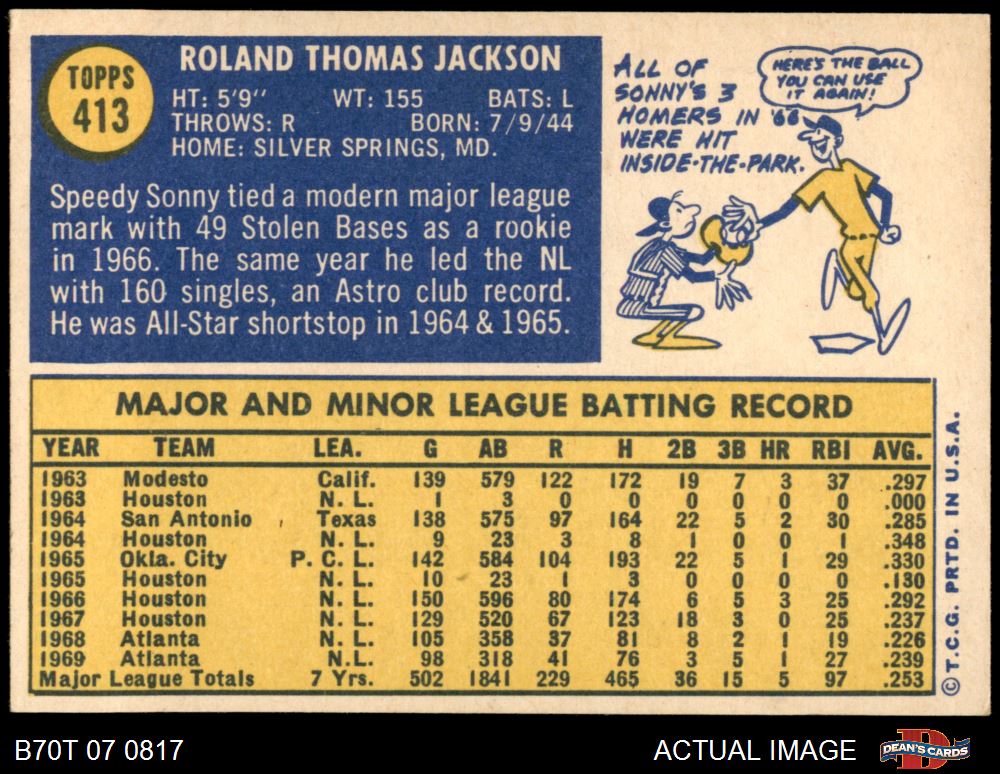 TOPPS
413
ROLAND THOMAS JACKSON
HT: 5'9" WT: 155 BATS: L
THROWS: R BORN: 7/9/44
HOME: SILVER SPRINGS, MD.
Speedy Sonny tied a modern major league
mark with 49 Stolen Bases as a rookie
in 1966. The same year he led the NL
with 160 singles, an Astro club record.
He was All-Star shortstop in 1964 & 1965.
ALL OF
SONNY'S 3
HOMERS IN '66
WERE HIT
INSIDE-THE-PARK.
HERE'S THE BALL
YOU CAN USE
IT AGAIN!
MAJOR AND MINOR LEAGUE BATTING RECORD
YEAR TEAM LEA. G AB R H 2B 3B HR RBI AVG.
1963 Modesto Calif. 139 579 122 172 19 7 3 37 .297
1963 Houston N. L. 1 3 0 0 0 0 0 0 .000
1964 San Antonio Texas 138 575 97 164 22 5 2 30 .285
1964 Houston N. L. 9 23 3 8 1 0 0 1 .348
1965 Okla. City P. C. L. 142 584 104 193 22 5 1 29 .330
1965 Houston N. L. 10 23 1 3 0 0 0 0 .130
1966 Houston N. L. 150 596 80 174 6 5 3 25 .292
1967 Houston N. L. 129 520 67 123 18 3 0 25 .237
1968 Atlanta N. L. 105 358 37 81 8 2 1 19 .226
1969 Atlanta N.L. 98 318 41 76 3 5 1 27 .239
Major League Totals 7 Yrs. 502 1841 229 465 36 15 5 97 .253
© T.C.G. PRTD. IN U.S.A.
B70T 07 0817
ACTUAL IMAGE
DEAN'S CARDS